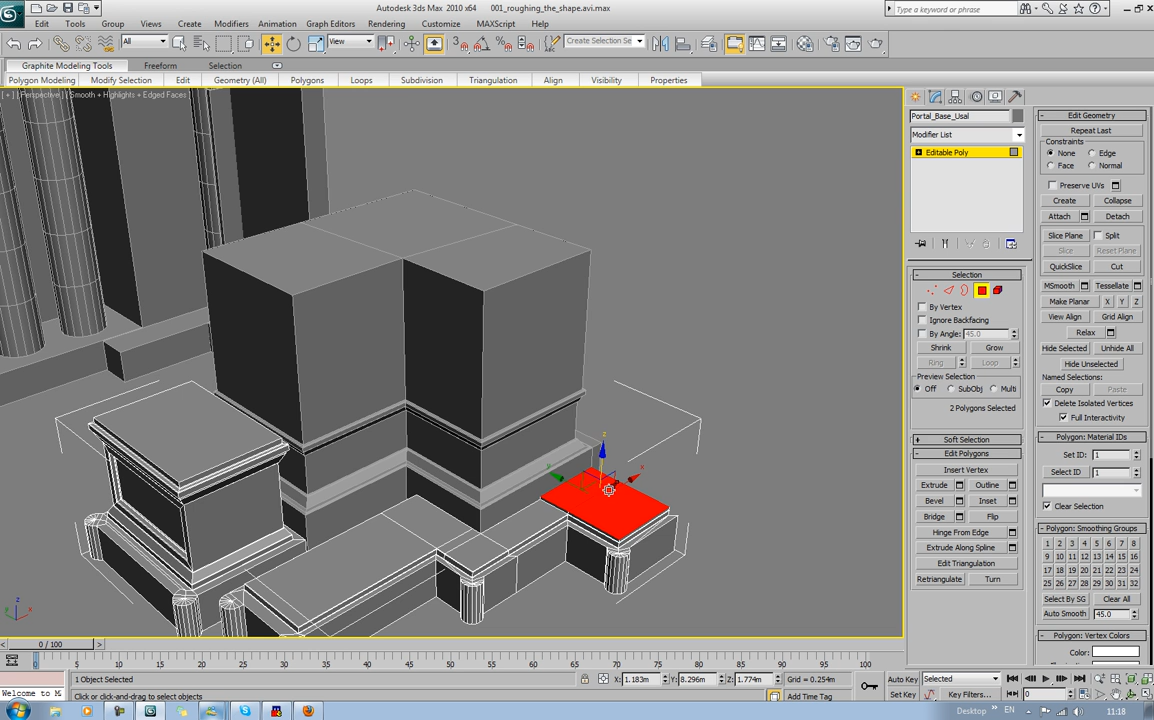 Autodesk 3ds Max 2010 x64 001_roughing_the_shape.avi.max
Type a keyword or phrase
Edit Tools Group Views Create Modifiers Animation Graph Editors Rendering Customize MAXScript Help
All View Create Selection Se
Graphite Modeling Tools Freeform Selection
Polygon Modeling Modify Selection Edit Geometry (All) Polygons Loops Subdivision Triangulation Align Visibility Properties
[ + ] [ Perspective ] [ Smooth + Highlights + Edged Faces ]
Portal_Base_Usal
Modifier List
Editable Poly
Selection
By Vertex
Ignore Backfacing
By Angle: 45.0
Shrink Grow
Ring Loop
Preview Selection
Off SubObj Multi
2 Polygons Selected
Soft Selection
Edit Polygons
Insert Vertex
Extrude Outline
Bevel Inset
Bridge Flip
Hinge From Edge
Extrude Along Spline
Edit Triangulation
Retriangulate Turn
Edit Geometry
Repeat Last
Constraints
None Edge
Face Normal
Preserve UVs
Create Collapse
Attach Detach
Slice Plane Split
Slice Reset Plane
QuickSlice Cut
MSmooth Tessellate
Make Planar X Y Z
View Align Grid Align
Relax
Hide Selected Unhide All
Hide Unselected
Named Selections:
Copy Paste
Delete Isolated Vertices
Full Interactivity
Polygon: Material IDs
Set ID: 1
Select ID 1
Clear Selection
Polygon: Smoothing Groups
1 2 3 4 5 6 7 8
9 10 11 12 13 14 15 16
17 18 19 20 21 22 23 24
25 26 27 28 29 30 31 32
Select By SG Clear All
Auto Smooth 45.0
Polygon: Vertex Colors
Color:
z
y x
z
y x
0 / 100
0 5 10 15 20 25 30 35 40 45 50 55 60 65 70 75 80 85 90 95 100
1 Object Selected X: 1.183m Y: 8.296m Z: 1.774m Grid = 0.254m Auto Key Selected
Welcome to M Click or click-and-drag to select objects Add Time Tag Set Key Key Filters... 0
Desktop EN 11:18